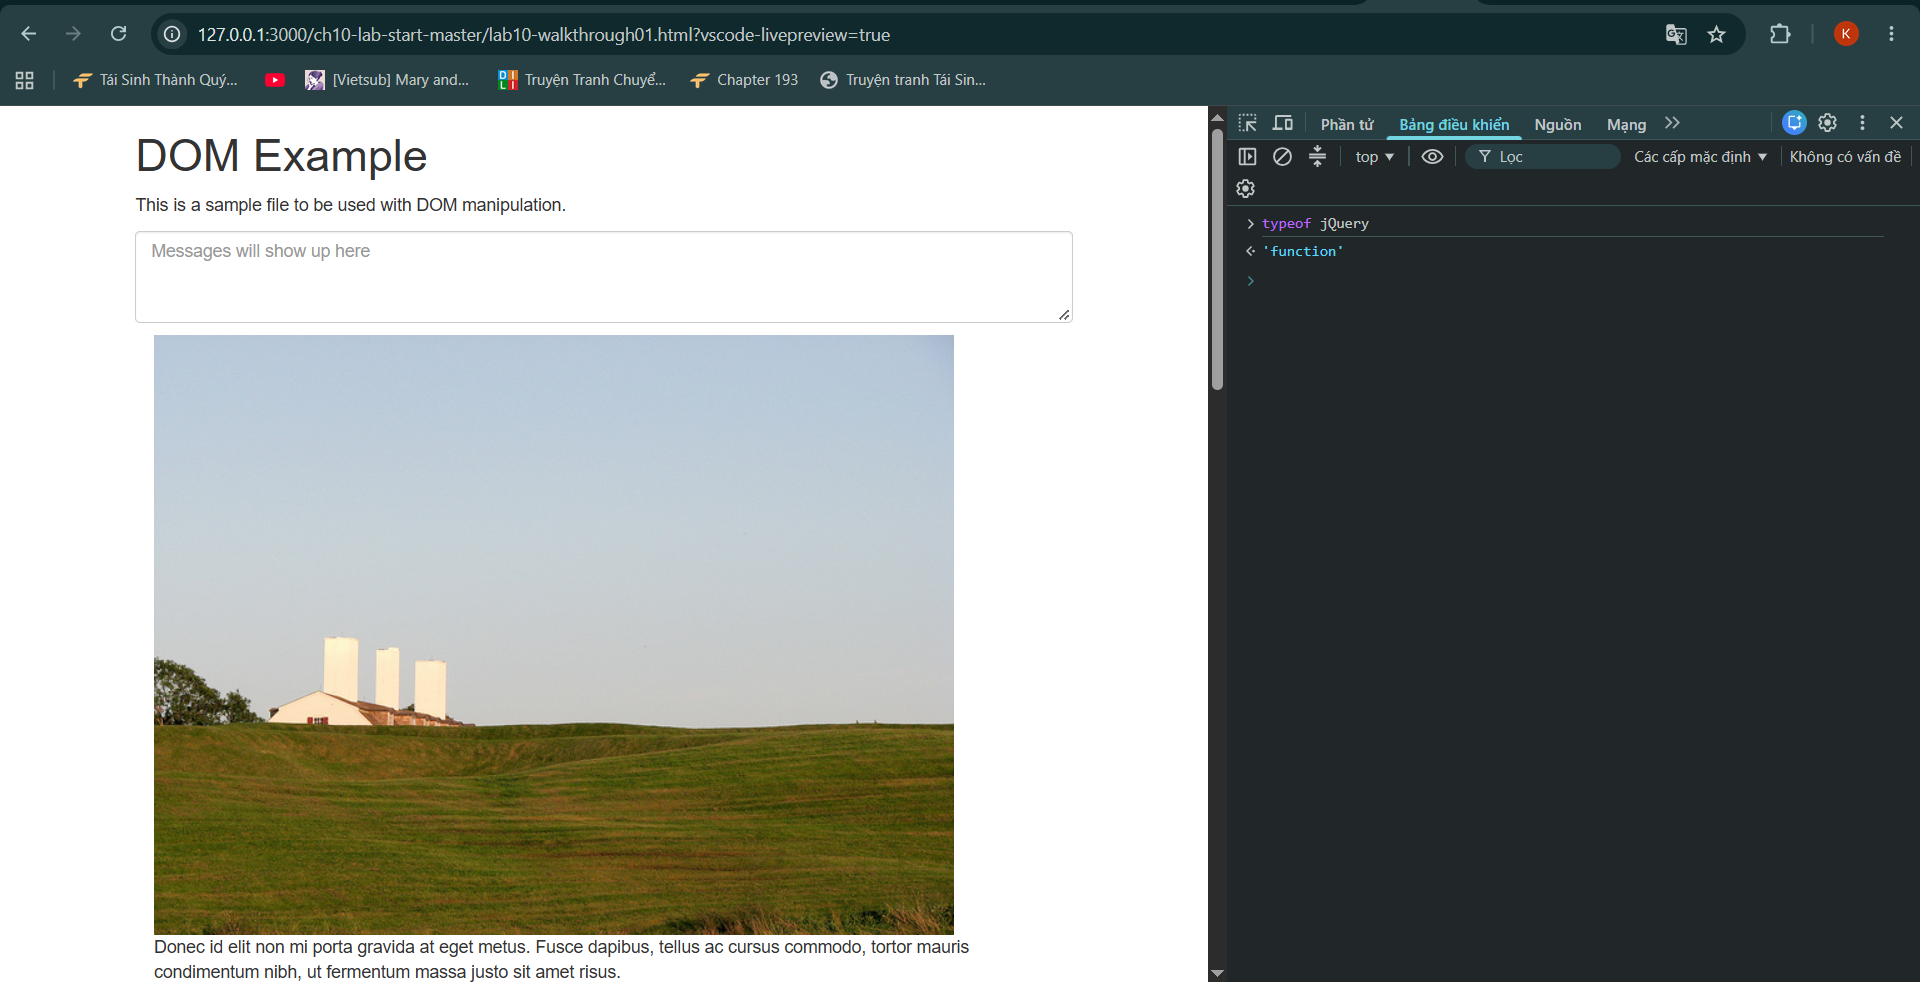 127.0.0.1:3000/ch10-lab-start-master/lab10-walkthrough01.html?vscode-livepreview=true
K
Tái Sinh Thành Quý...
[Vietsub] Mary and...
DI
LI
Truyện Tranh Chuyể...
Chapter 193
Truyện tranh Tái Sin...
DOM Example
This is a sample file to be used with DOM manipulation.
Messages will show up here
Donec id elit non mi porta gravida at eget metus. Fusce dapibus, tellus ac cursus commodo, tortor mauris
condimentum nibh, ut fermentum massa justo sit amet risus.
Phần tử
Bảng điều khiển
Nguồn
Mạng
top
Lọc
Các cấp mặc định
Không có vấn đề
typeof jQuery
'function'